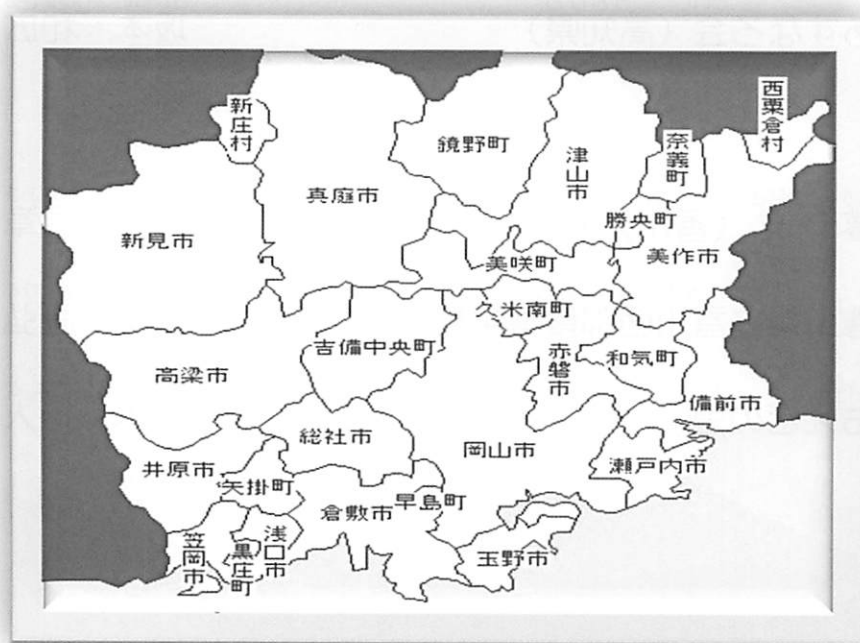 西粟倉村
新庄村
鏡野町
津山市
奈義町
真庭市
勝央町
新見市
美咲町
美作市
久米南町
吉備中央町
赤磐市
和気町
高梁市
備前市
総社市
岡山市
井原市
瀬戸内市
矢掛町
倉敷市
早島町
笠岡市
黒庄町
浅口市
玉野市